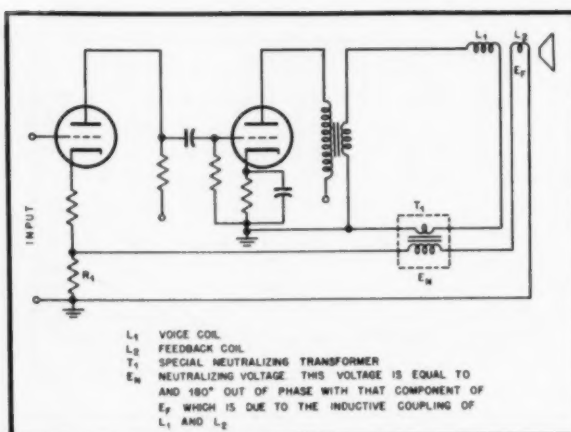 L1
L2
EF
INPUT
R1
T1
EN
L1 VOICE COIL
L2 FEEDBACK COIL
T1 SPECIAL NEUTRALIZING TRANSFORMER
EN NEUTRALIZING VOLTAGE. THIS VOLTAGE IS EQUAL TO
AND 180° OUT OF PHASE WITH THAT COMPONENT OF
EF WHICH IS DUE TO THE INDUCTIVE COUPLING OF
L1 AND L2